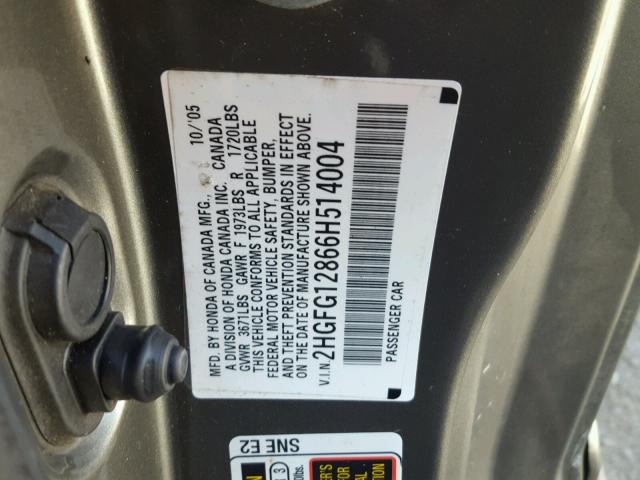 MFD. BY HONDA OF CANADA MFG., 10/'05
A DIVISION OF HONDA CANADA INC. CANADA
GVWR 3671LBS GAWR F 1973LBS R 1720LBS
THIS VEHICLE CONFORMS TO ALL APPLICABLE
FEDERAL MOTOR VEHICLE SAFETY, BUMPER,
AND THEFT PREVENTION STANDARDS IN EFFECT
ON THE DATE OF MANUFACTURE SHOWN ABOVE.
V.I.N. 2HGFG12866H514004
PASSENGER CAR
SNE E2